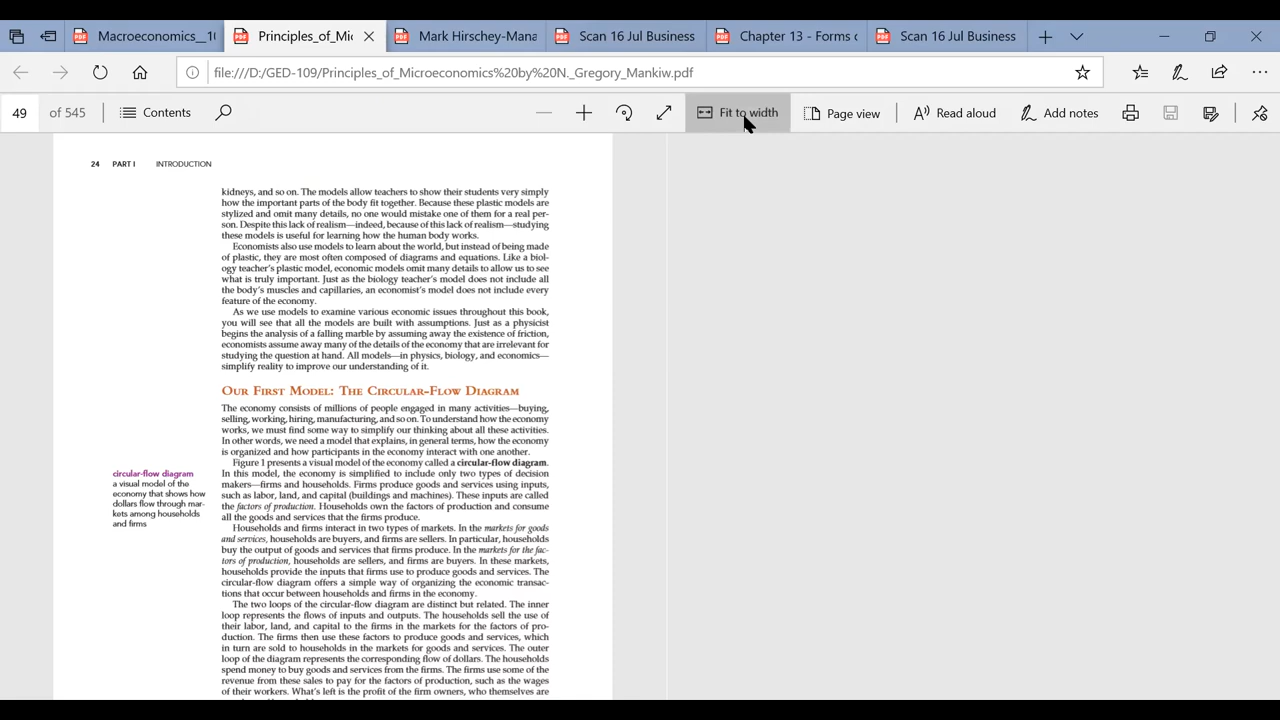 Macroeconomics__1(
Principles_of_Mic
Mark Hirschey-Mana
Scan 16 Jul Business
Chapter 13 - Forms c
Scan 16 Jul Business
file:///D:/GED-109/Principles_of_Microeconomics%20by%20N._Gregory_Mankiw.pdf
49 of 545 Contents Fit to width Page view Read aloud Add notes
24 PART I INTRODUCTION
kidneys, and so on. The models allow teachers to show their students very simply
how the important parts of the body fit together. Because these plastic models are
stylized and omit many details, no one would mistake one of them for a real per-
son. Despite this lack of realism—indeed, because of this lack of realism—studying
these models is useful for learning how the human body works.
Economists also use models to learn about the world, but instead of being made
of plastic, they are most often composed of diagrams and equations. Like a biol-
ogy teacher's plastic model, economic models omit many details to allow us to see
what is truly important. Just as the biology teacher's model does not include all
the body's muscles and capillaries, an economist's model does not include every
feature of the economy.
As we use models to examine various economic issues throughout this book,
you will see that all the models are built with assumptions. Just as a physicist
begins the analysis of a falling marble by assuming away the existence of friction,
economists assume away many of the details of the economy that are irrelevant for
studying the question at hand. All models—in physics, biology, and economics—
simplify reality to improve our understanding of it.
OUR FIRST MODEL: THE CIRCULAR-FLOW DIAGRAM
The economy consists of millions of people engaged in many activities—buying,
selling, working, hiring, manufacturing, and so on. To understand how the economy
works, we must find some way to simplify our thinking about all these activities.
In other words, we need a model that explains, in general terms, how the economy
is organized and how participants in the economy interact with one another.
Figure 1 presents a visual model of the economy called a circular-flow diagram.
In this model, the economy is simplified to include only two types of decision
makers—firms and households. Firms produce goods and services using inputs,
such as labor, land, and capital (buildings and machines). These inputs are called
the factors of production. Households own the factors of production and consume
all the goods and services that the firms produce.
circular-flow diagram
a visual model of the
economy that shows how
dollars flow through mar-
kets among households
and firms
Households and firms interact in two types of markets. In the markets for goods
and services, households are buyers, and firms are sellers. In particular, households
buy the output of goods and services that firms produce. In the markets for the fac-
tors of production, households are sellers, and firms are buyers. In these markets,
households provide the inputs that firms use to produce goods and services. The
circular-flow diagram offers a simple way of organizing the economic transac-
tions that occur between households and firms in the economy.
The two loops of the circular-flow diagram are distinct but related. The inner
loop represents the flows of inputs and outputs. The households sell the use of
their labor, land, and capital to the firms in the markets for the factors of pro-
duction. The firms then use these factors to produce goods and services, which
in turn are sold to households in the markets for goods and services. The outer
loop of the diagram represents the corresponding flow of dollars. The households
spend money to buy goods and services from the firms. The firms use some of the
revenue from these sales to pay for the factors of production, such as the wages
of their workers. What's left is the profit of the firm owners, who themselves are